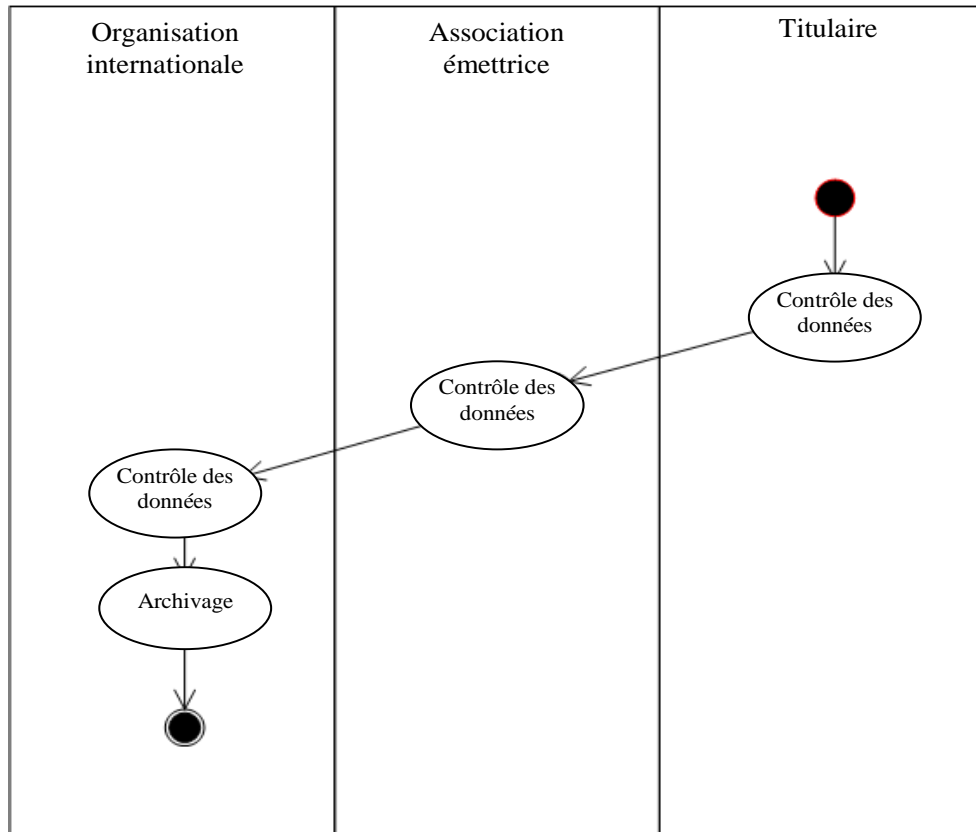 Organisation
internationale
Association
émettrice
Titulaire
Contrôle des
données
Contrôle des
données
Contrôle des
données
Archivage